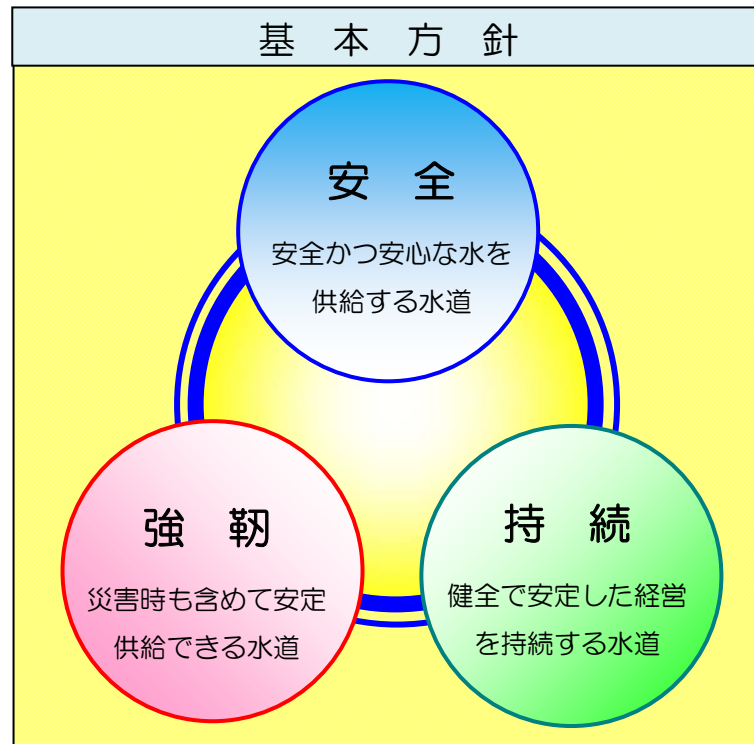 基本方針
安全
安全かつ安心な水を
供給する水道
強靭
災害時も含めて安定
供給できる水道
持続
健全で安定した経営
を持続する水道